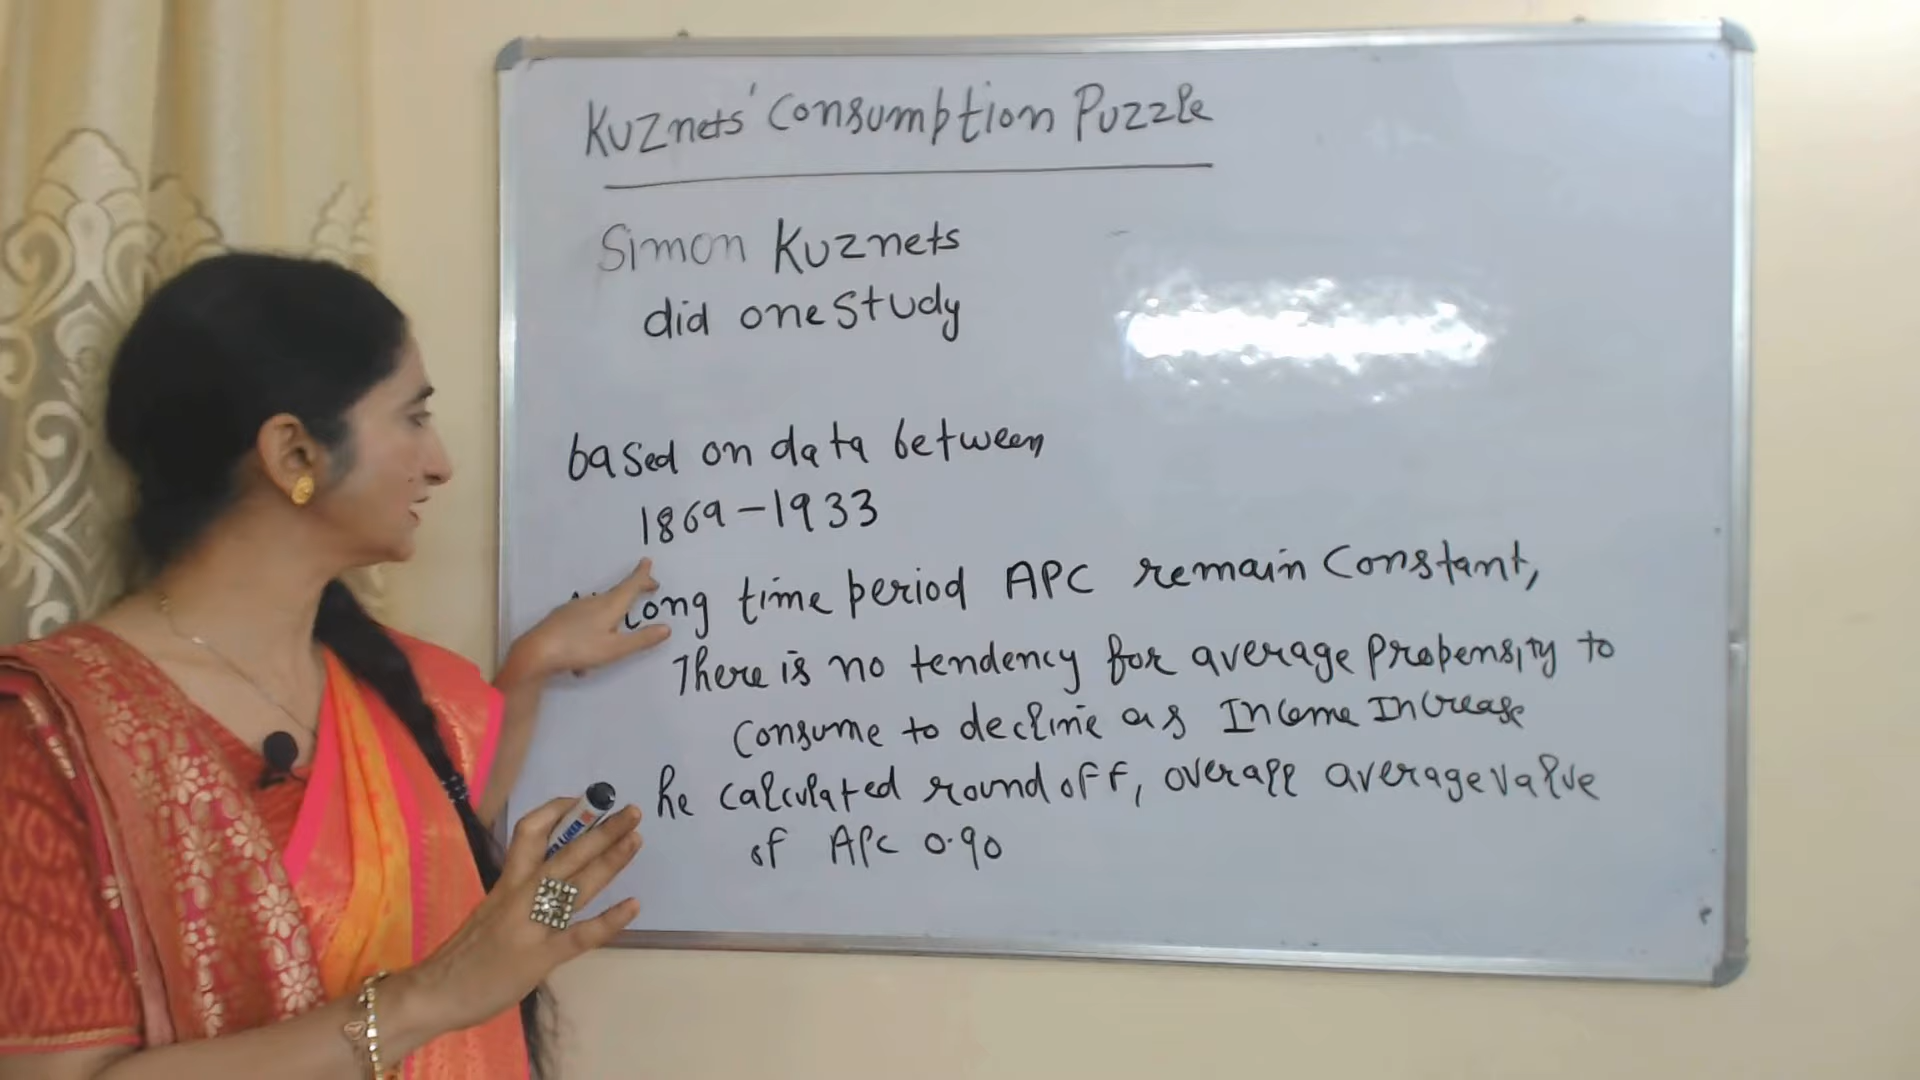 Kuznets' Consumption Puzzle
Simon Kuznets
did one study
based on data between
1869-1933
long time period APC remain Constant,
There is no tendency for average propensity to
Consume to decline as Income Increase
he calculated round off, overall average value
of APC 0.90